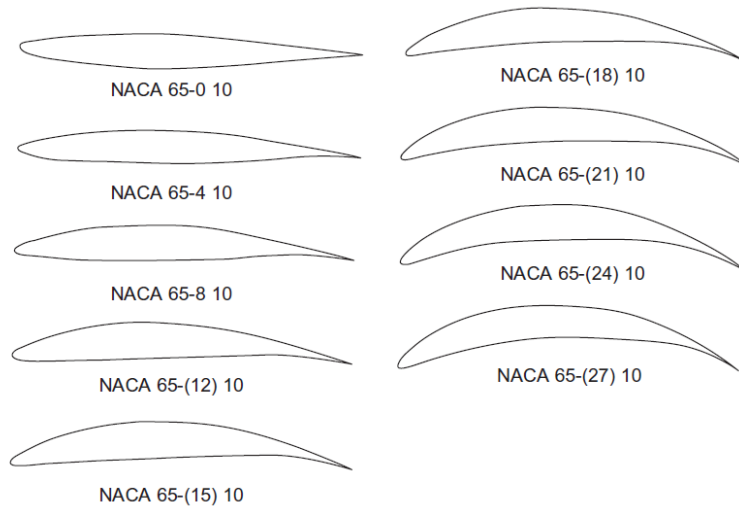 NACA 65-0 10
NACA 65-4 10
NACA 65-8 10
NACA 65-(12) 10
NACA 65-(15) 10
NACA 65-(18) 10
NACA 65-(21) 10
NACA 65-(24) 10
NACA 65-(27) 10